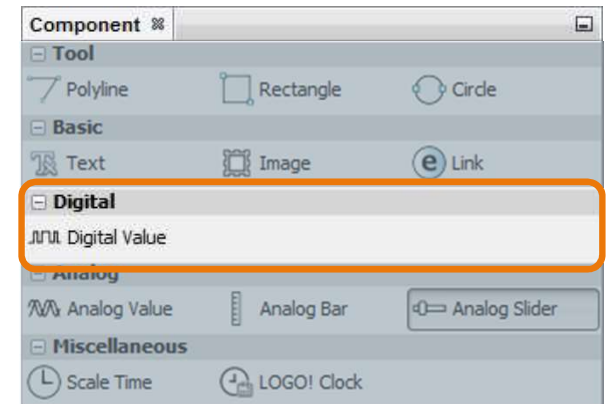 Component
Tool
Polyline Rectangle Circle
Basic
Text Image e Link
Digital
Digital Value
Analog
Analog Value Analog Bar Analog Slider
Miscellaneous
Scale Time LOGO! Clock